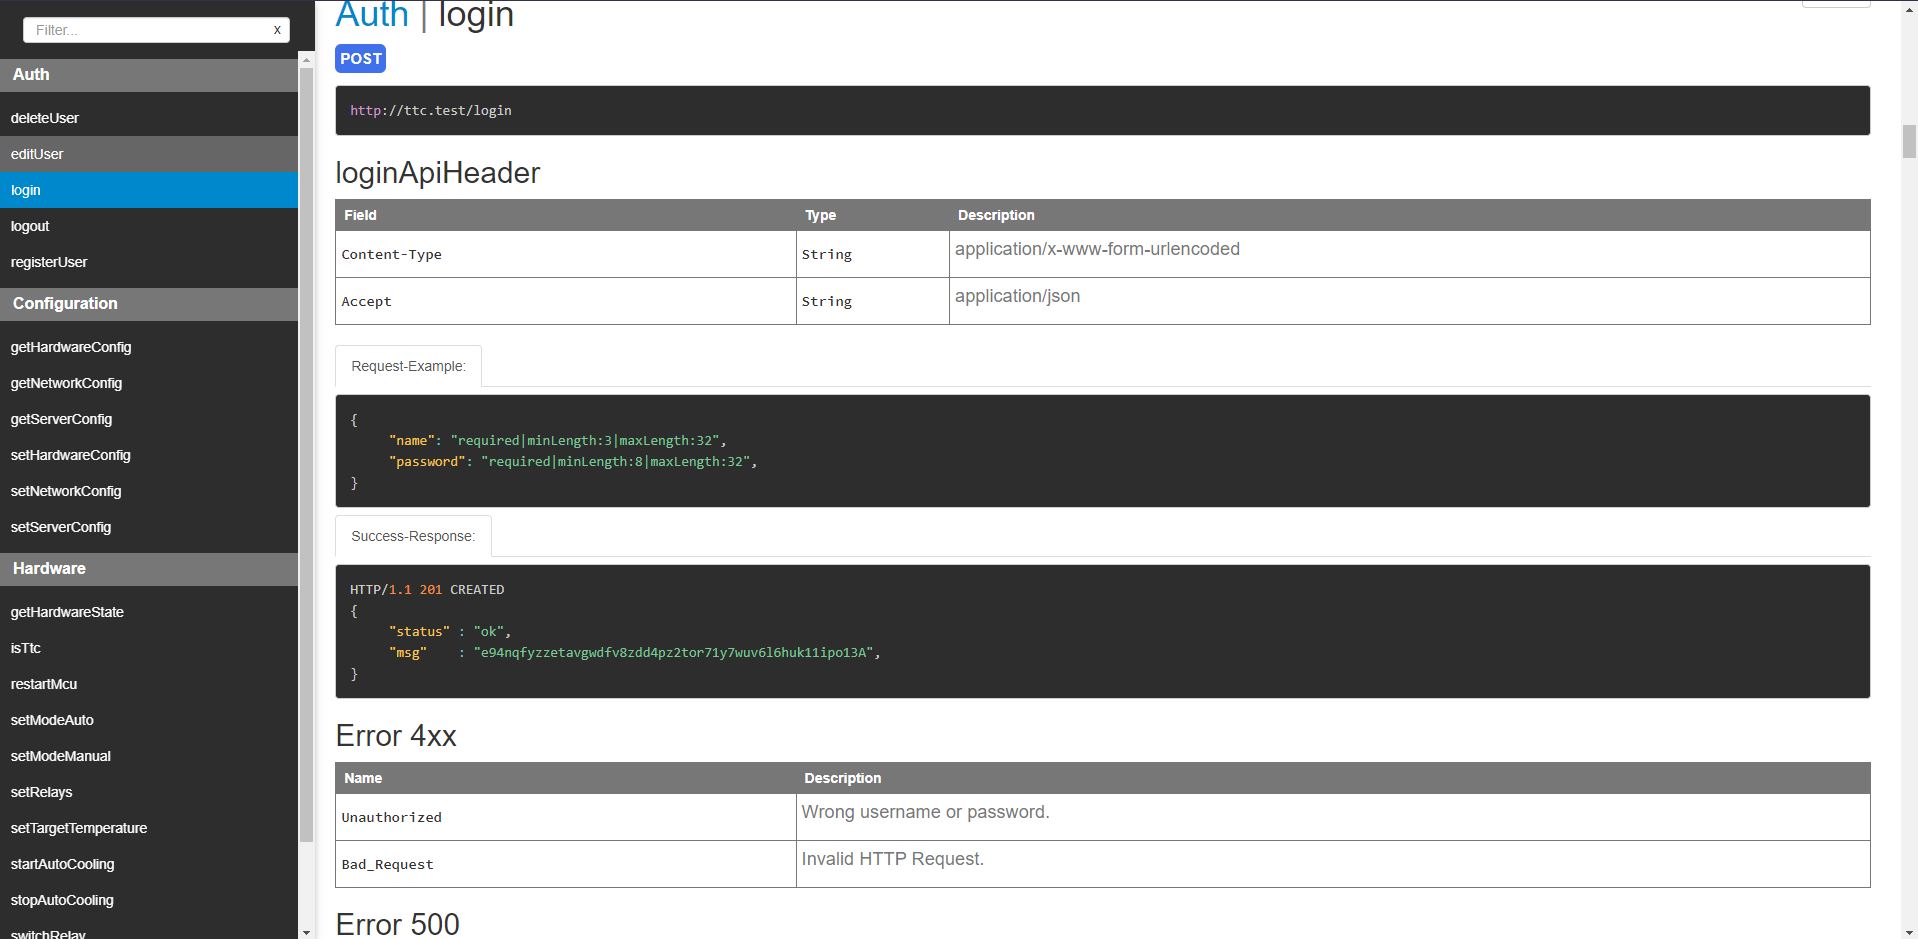 Filter...
x
Auth
deleteUser
editUser
login
logout
registerUser
Configuration
getHardwareConfig
getNetworkConfig
getServerConfig
setHardwareConfig
setNetworkConfig
setServerConfig
Hardware
getHardwareState
isTtc
restartMcu
setModeAuto
setModeManual
setRelays
setTargetTemperature
startAutoCooling
stopAutoCooling
switchRelay
Auth | login
POST
http://ttc.test/login
loginApiHeader
Field Type Description
Content-Type String application/x-www-form-urlencoded
Accept String application/json
Request-Example:
{
"name": "required|minLength:3|maxLength:32",
"password": "required|minLength:8|maxLength:32",
}
Success-Response:
HTTP/1.1 201 CREATED
{
"status" : "ok",
"msg" : "e94nqfyzzetavgwdfv8zdd4pz2tor71y7wuv6l6huk11ipo13A",
}
Error 4xx
Name Description
Unauthorized Wrong username or password.
Bad_Request Invalid HTTP Request.
Error 500